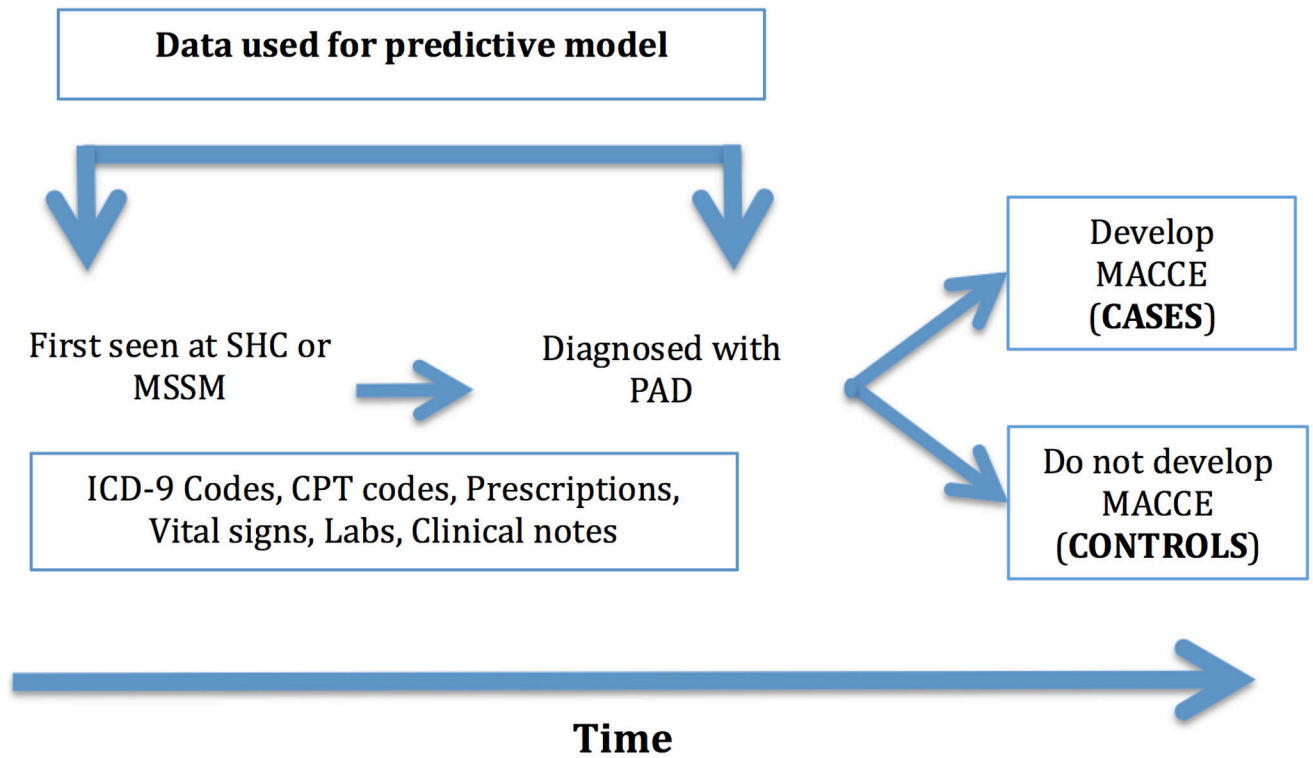 Data used for predictive model
First seen at SHC or
MSSM
Diagnosed with
PAD
Develop
MACCE
(CASES)
Do not develop
MACCE
(CONTROLS)
ICD-9 Codes, CPT codes, Prescriptions,
Vital signs, Labs, Clinical notes
Time